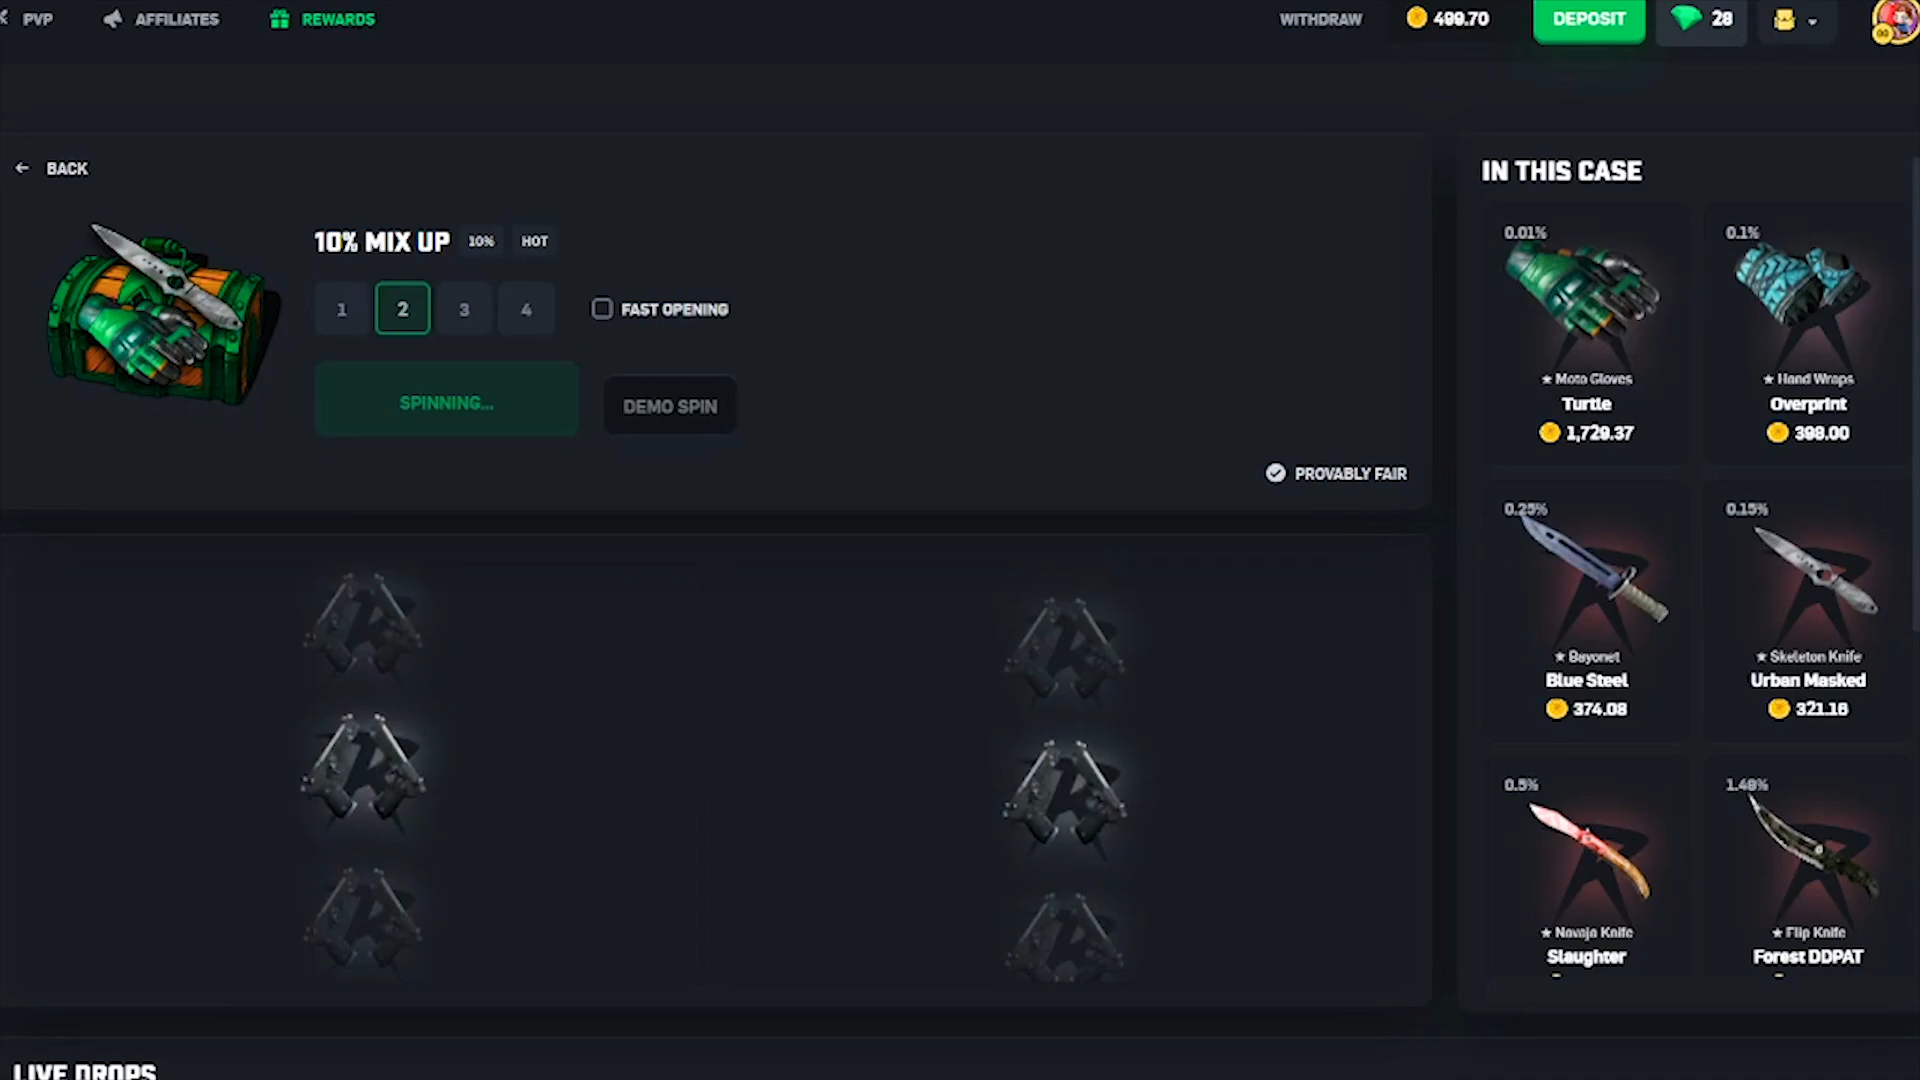 PVP
AFFILIATES
REWARDS
WITHDRAW
499.70
DEPOSIT
28
BACK
10% MIX UP
10%
HOT
1
2
3
4
FAST OPENING
SPINNING...
DEMO SPIN
PROVABLY FAIR
IN THIS CASE
0.01%
★ Moto Gloves
Turtle
1,729.37
0.1%
★ Hand Wraps
Overprint
398.00
0.25%
★ Bayonet
Blue Steel
374.08
0.15%
★ Skeleton Knife
Urban Masked
321.16
0.5%
★ Navaja Knife
Slaughter
1.49%
★ Flip Knife
Forest DDPAT
LIVE DROPS